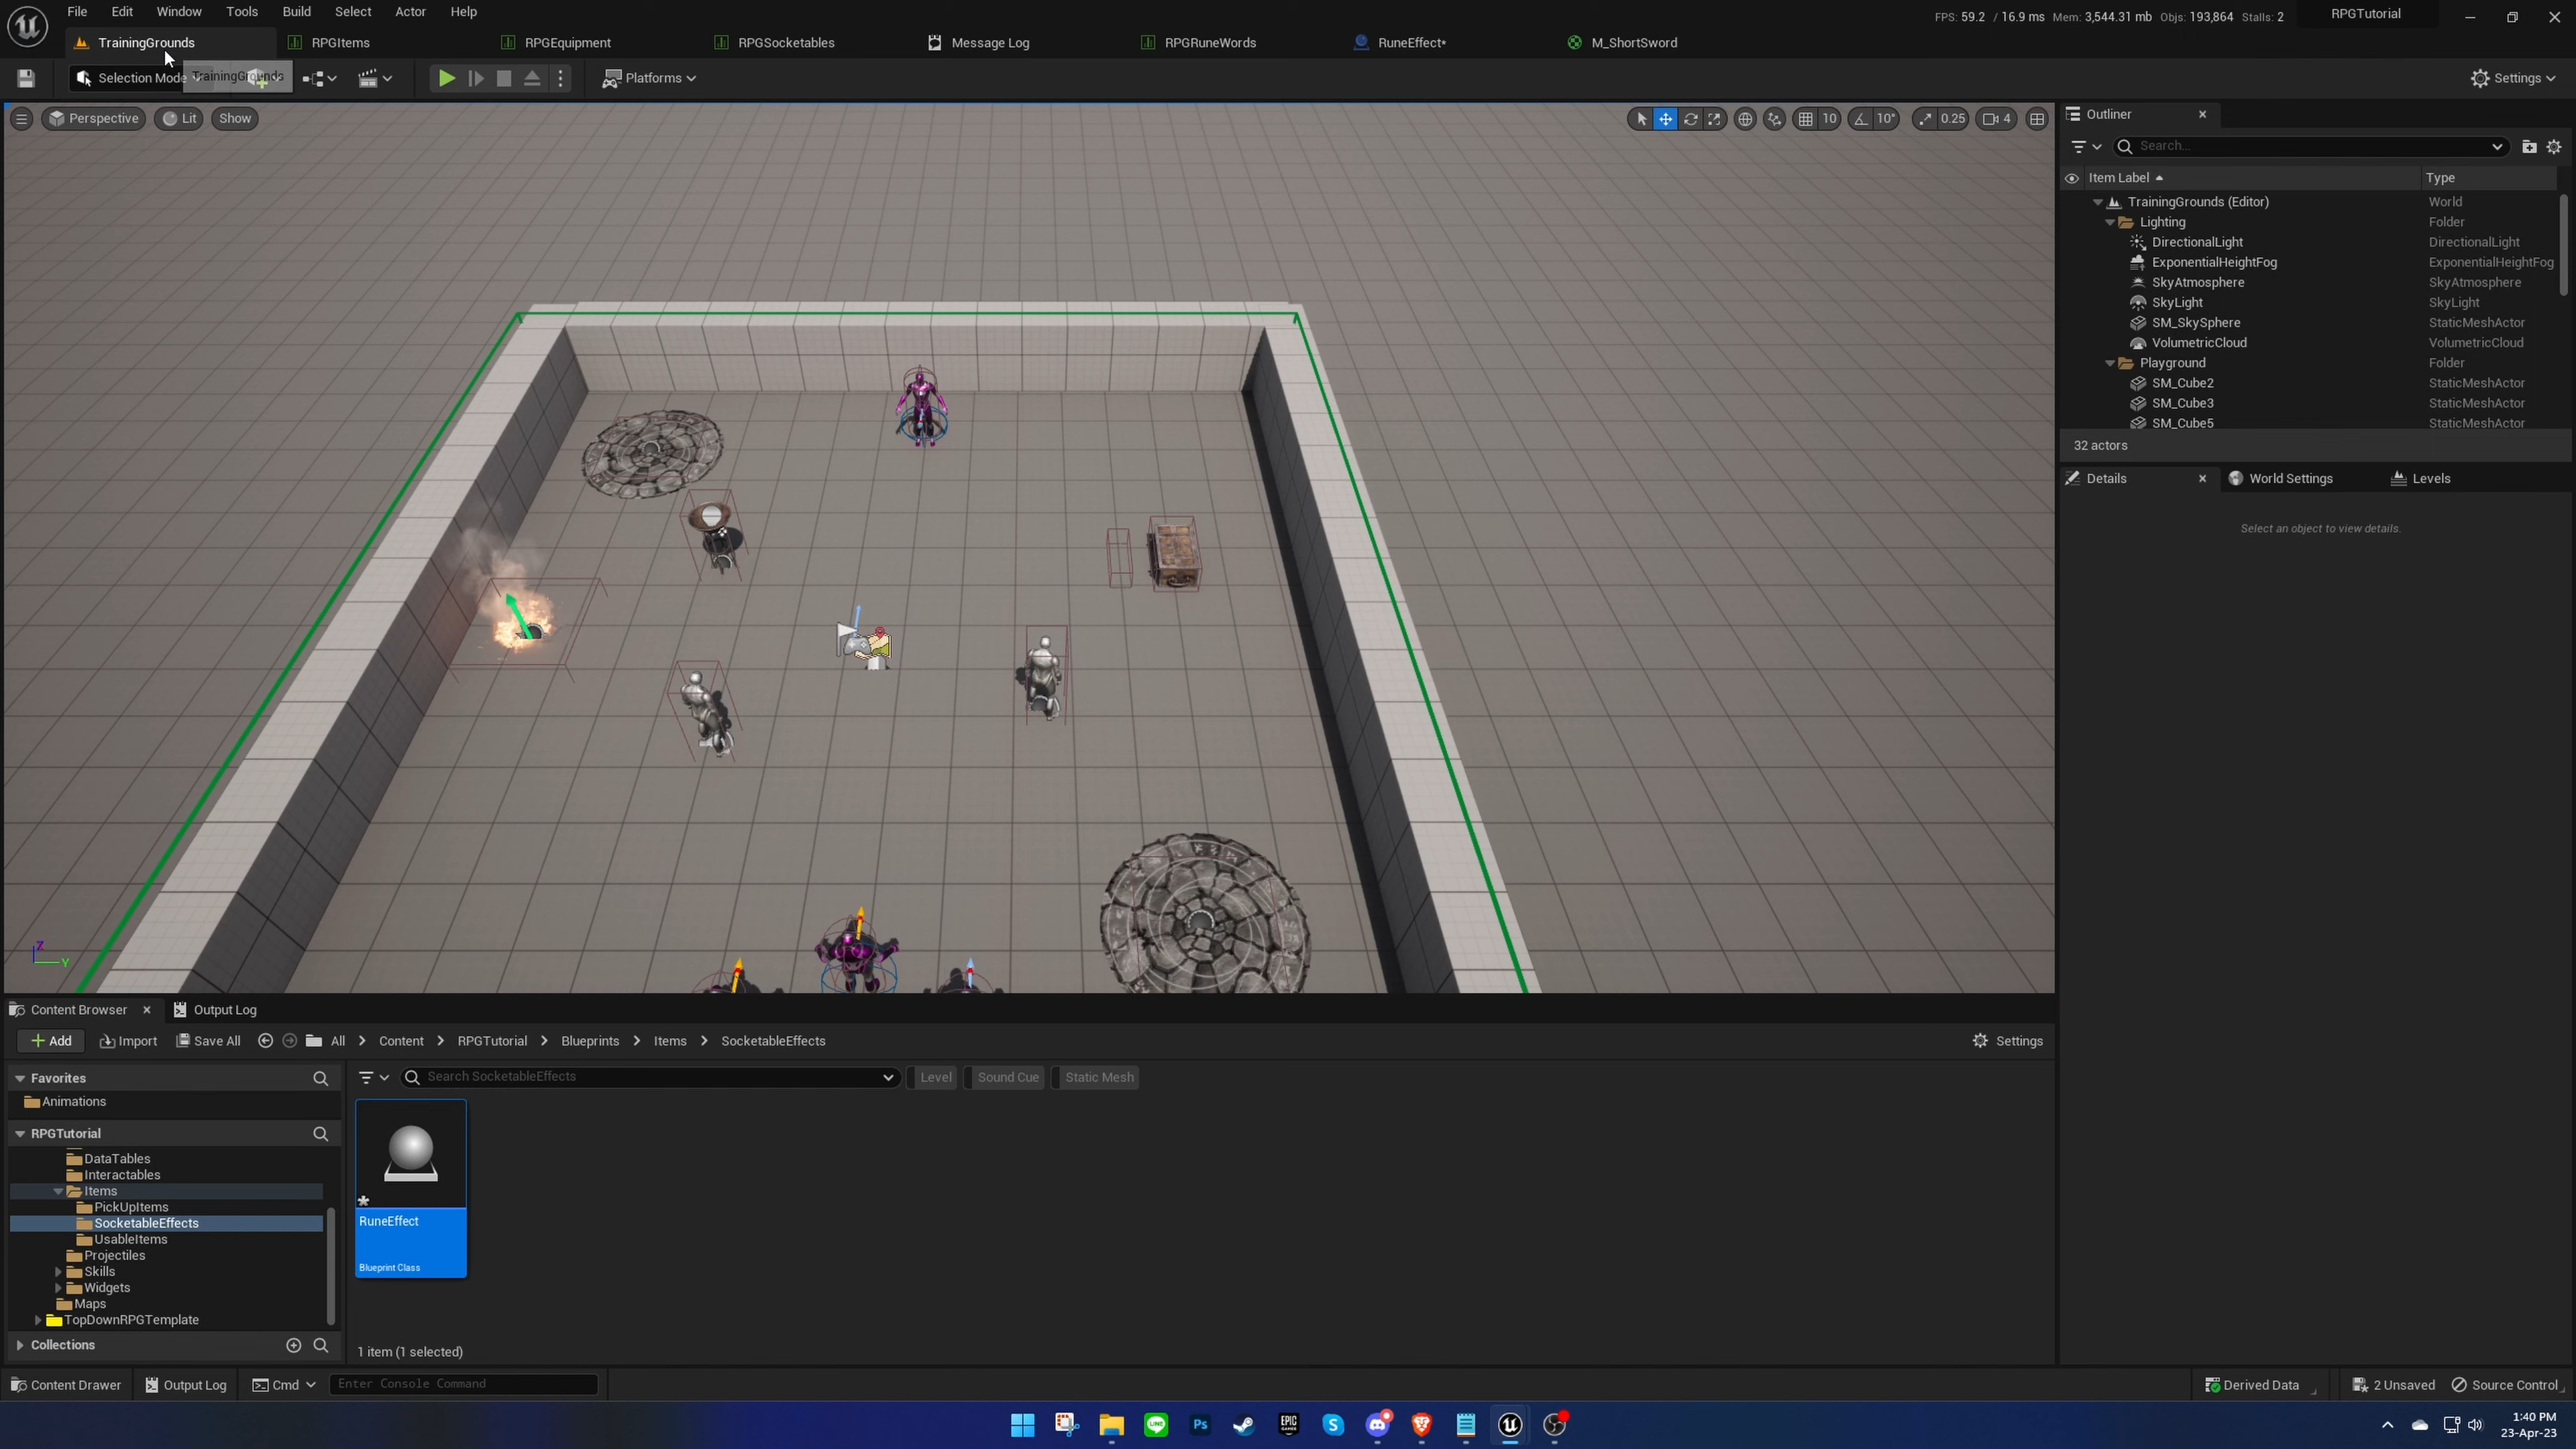 File Edit Window Tools Build Select Actor Help
FPS: 59.2 / 16.9 ms Mem: 3,544.31 mb Objs: 193,864 Stalls: 2
RPGTutorial
TrainingGrounds
RPGItems
RPGEquipment
RPGSocketables
Message Log
RPGRuneWords
RuneEffect*
M_ShortSword
Selection Mode
TrainingGrounds
Platforms
Settings
Perspective
Lit
Show
10
10°
0.25
4
Outliner
Search...
Item Label
Type
TrainingGrounds (Editor) World
Lighting Folder
DirectionalLight DirectionalLight
ExponentialHeightFog ExponentialHeightFog
SkyAtmosphere SkyAtmosphere
SkyLight SkyLight
SM_SkySphere StaticMeshActor
VolumetricCloud VolumetricCloud
Playground Folder
SM_Cube2 StaticMeshActor
SM_Cube3 StaticMeshActor
SM_Cube5 StaticMeshActor
32 actors
Details
World Settings
Levels
Select an object to view details.
Z
Y
Content Browser
Output Log
Add
Import
Save All
All
Content
RPGTutorial
Blueprints
Items
SocketableEffects
Settings
Favorites
Animations
RPGTutorial
DataTables
Interactables
Items
PickUpItems
SocketableEffects
UsableItems
Projectiles
Skills
Widgets
Maps
TopDownRPGTemplate
Collections
Search SocketableEffects
Level
Sound Cue
Static Mesh
RuneEffect
Blueprint Class
1 item (1 selected)
Content Drawer
Output Log
Cmd
Enter Console Command
Derived Data
2 Unsaved
Source Control
Ps
EPIC
GAMES
1:40 PM
23-Apr-23